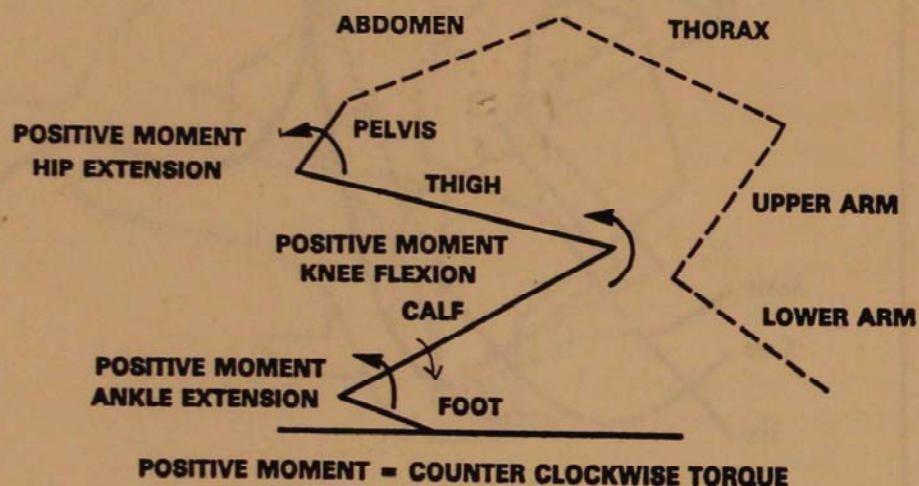 ABDOMEN
THORAX
POSITIVE MOMENT
HIP EXTENSION
PELVIS
THIGH
UPPER ARM
POSITIVE MOMENT
KNEE FLEXION
CALF
LOWER ARM
POSITIVE MOMENT
ANKLE EXTENSION
FOOT
POSITIVE MOMENT = COUNTER CLOCKWISE TORQUE